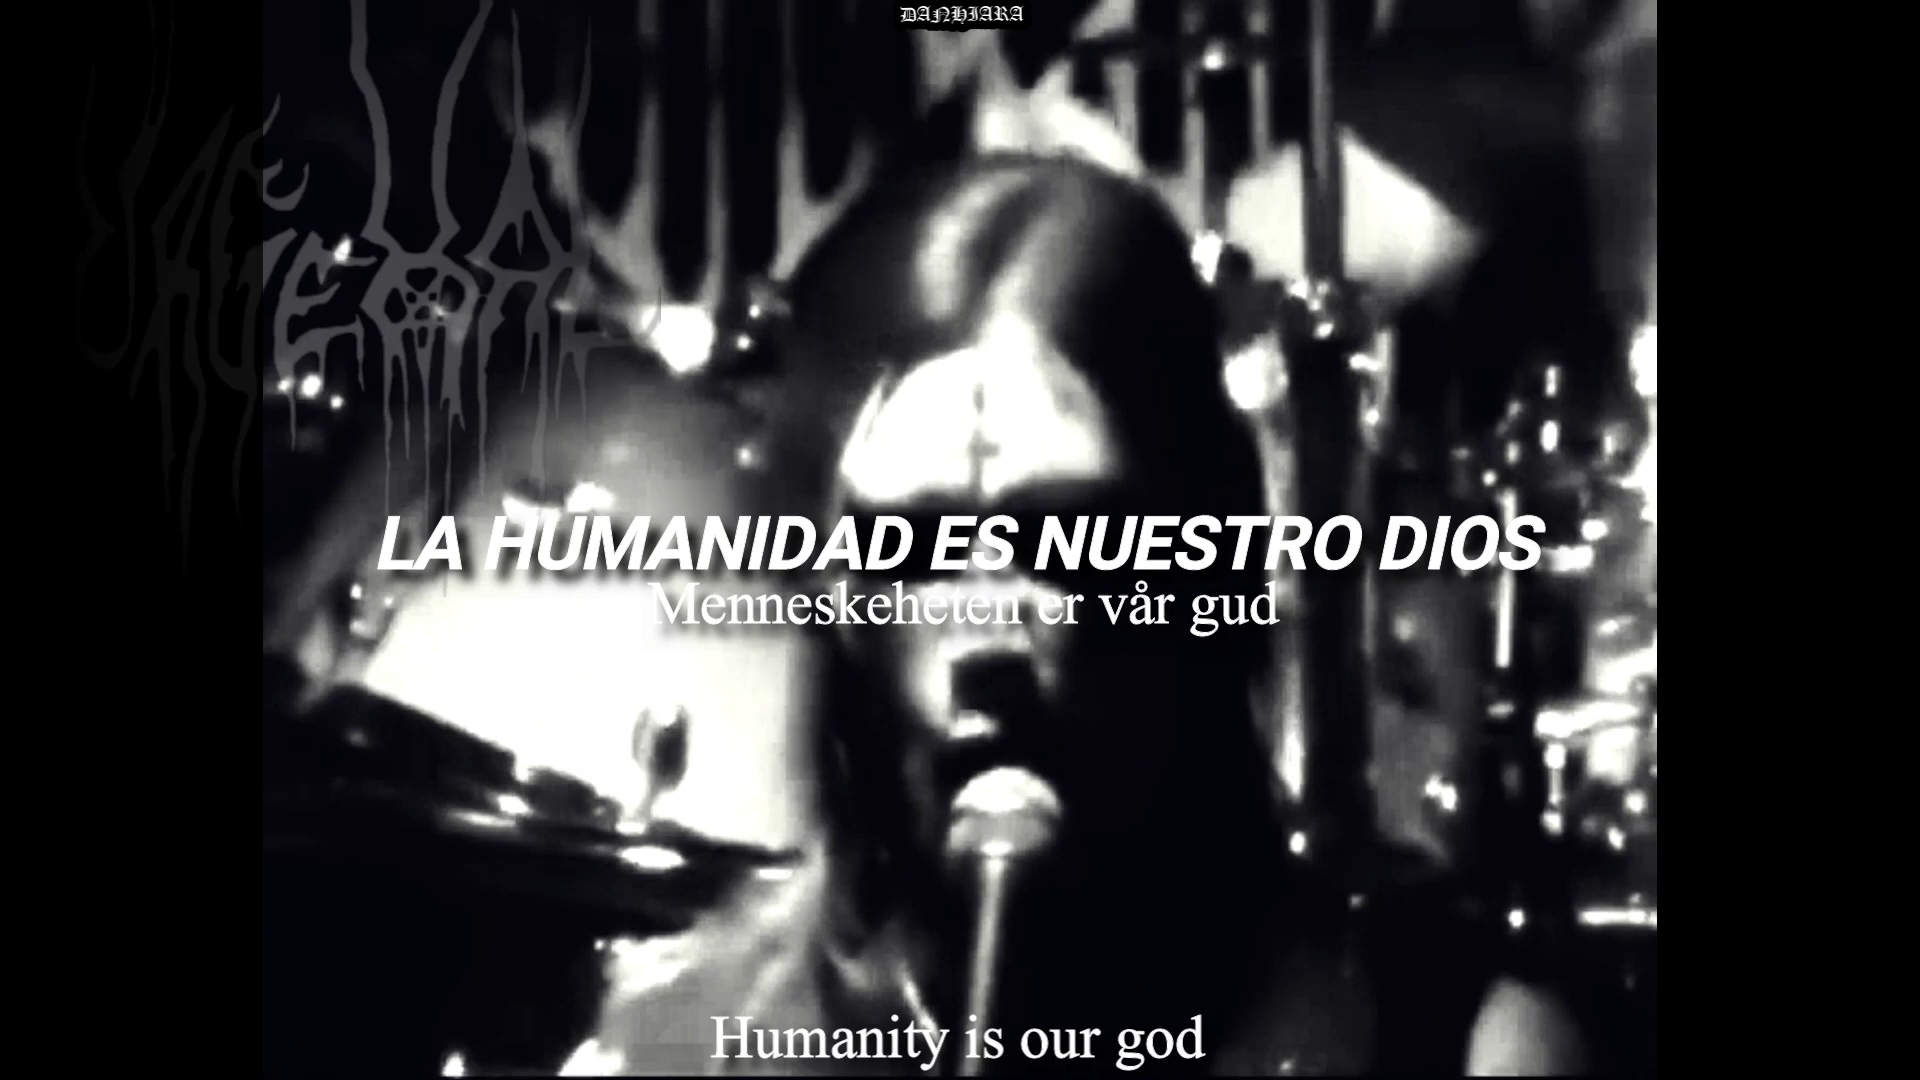 DANHIARA
LA HUMANIDAD ES NUESTRO DIOS
Menneskeheten er vår gud
Humanity is our god